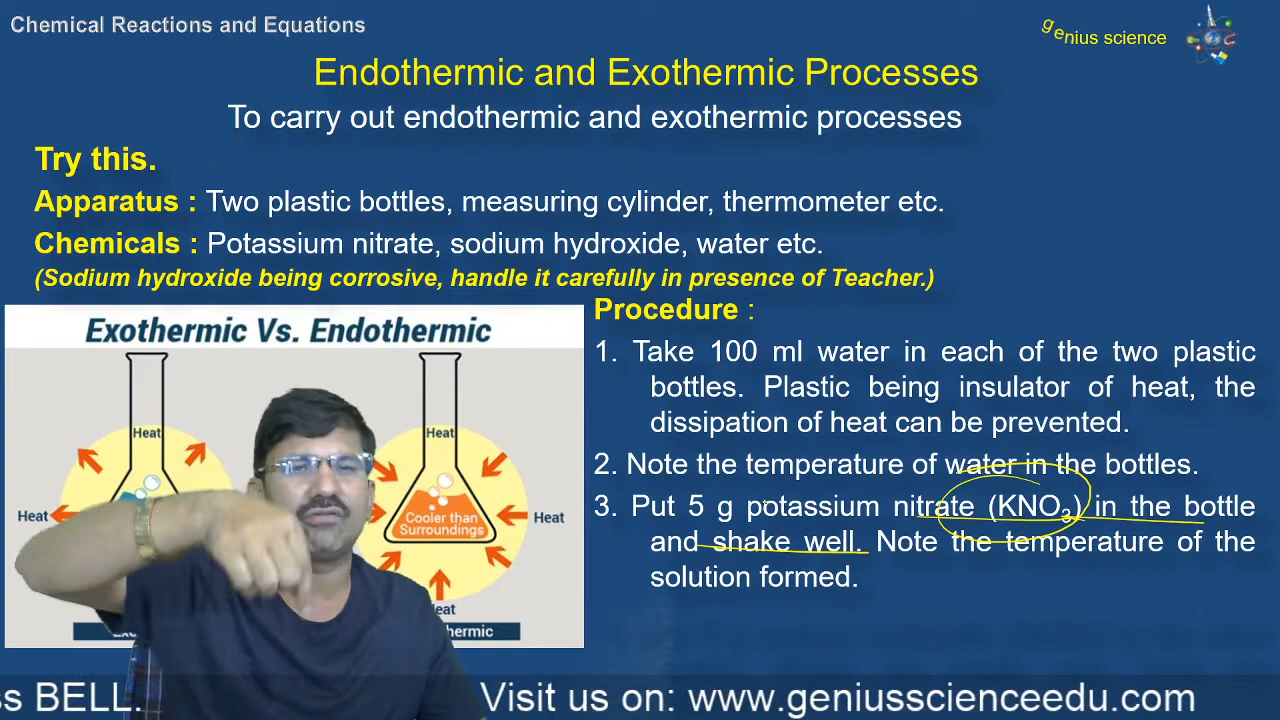 Chemical Reactions and Equations
genius science
Endothermic and Exothermic Processes
To carry out endothermic and exothermic processes
Try this.
Apparatus : Two plastic bottles, measuring cylinder, thermometer etc.
Chemicals : Potassium nitrate, sodium hydroxide, water etc.
(Sodium hydroxide being corrosive, handle it carefully in presence of Teacher.)
Exothermic Vs. Endothermic
Heat
Heat
Heat
Cooler than
Surroundings
Heat
Heat
Procedure :
1. Take 100 ml water in each of the two plastic
bottles. Plastic being insulator of heat, the
dissipation of heat can be prevented.
2. Note the temperature of water in the bottles.
3. Put 5 g potassium nitrate (KNO₃) in the bottle
and shake well. Note the temperature of the
solution formed.
BELL. Visit us on: www.geniusscienceedu.com